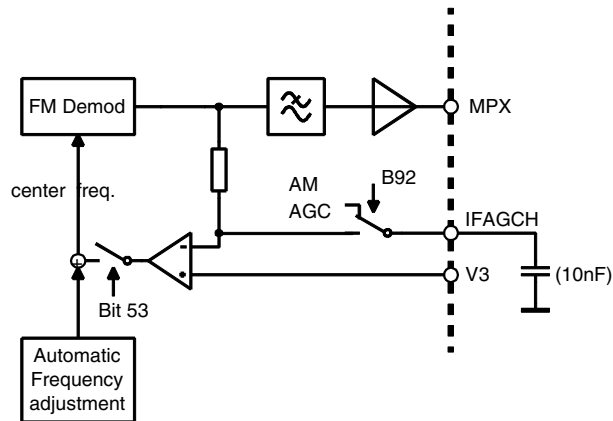 FM Demod
MPX
center freq.
AM
AGC
B92
IFAGCH
-
+
V3
(10nF)
+
Bit 53
Automatic
Frequency
adjustment